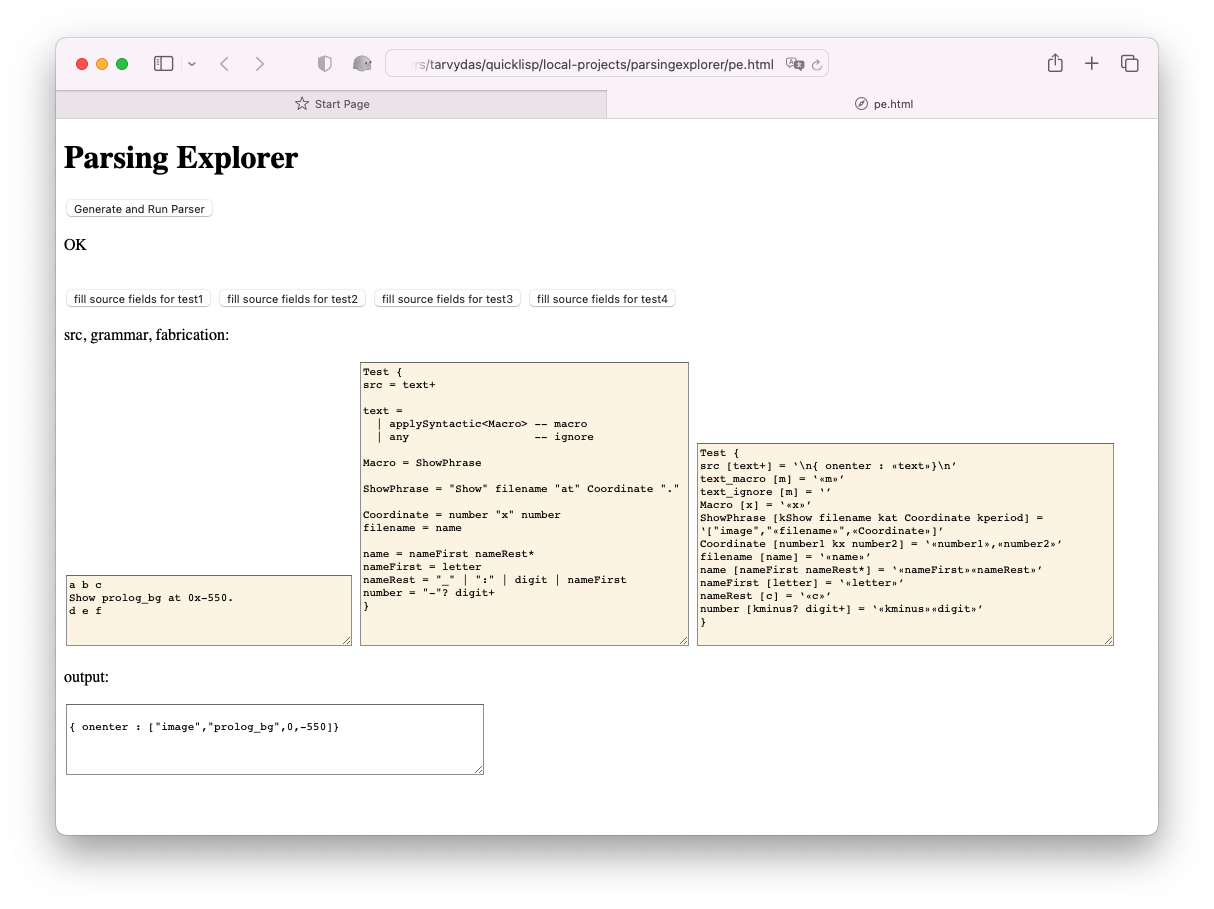 rs/tarvydas/quicklisp/local-projects/parsingexplorer/pe.html
Start Page
pe.html
Parsing Explorer
Generate and Run Parser
OK
fill source fields for test1 fill source fields for test2 fill source fields for test3 fill source fields for test4
src, grammar, fabrication:
a b c
Show prolog_bg at 0x-550.
d e f
Test {
src = text+
text =
  | applySyntactic<Macro> -- macro
  | any                   -- ignore
Macro = ShowPhrase
ShowPhrase = "Show" filename "at" Coordinate "."
Coordinate = number "x" number
filename = name
name = nameFirst nameRest*
nameFirst = letter
nameRest = "_" | ":" | digit | nameFirst
number = "-"? digit+
}
Test {
src [text+] = ‛\n{ onenter : «text»}\n’
text_macro [m] = ‛«m»’
text_ignore [m] = ‛’
Macro [x] = ‛«x»’
ShowPhrase [kShow filename kat Coordinate kperiod] =
‛["image","«filename»",«Coordinate»]’
Coordinate [number1 kx number2] = ‛«number1»,«number2»’
filename [name] = ‛«name»’
name [nameFirst nameRest*] = ‛«nameFirst»«nameRest»’
nameFirst [letter] = ‛«letter»’
nameRest [c] = ‛«c»’
number [kminus? digit+] = ‛«kminus»«digit»’
}
output:
{ onenter : ["image","prolog_bg",0,-550]}